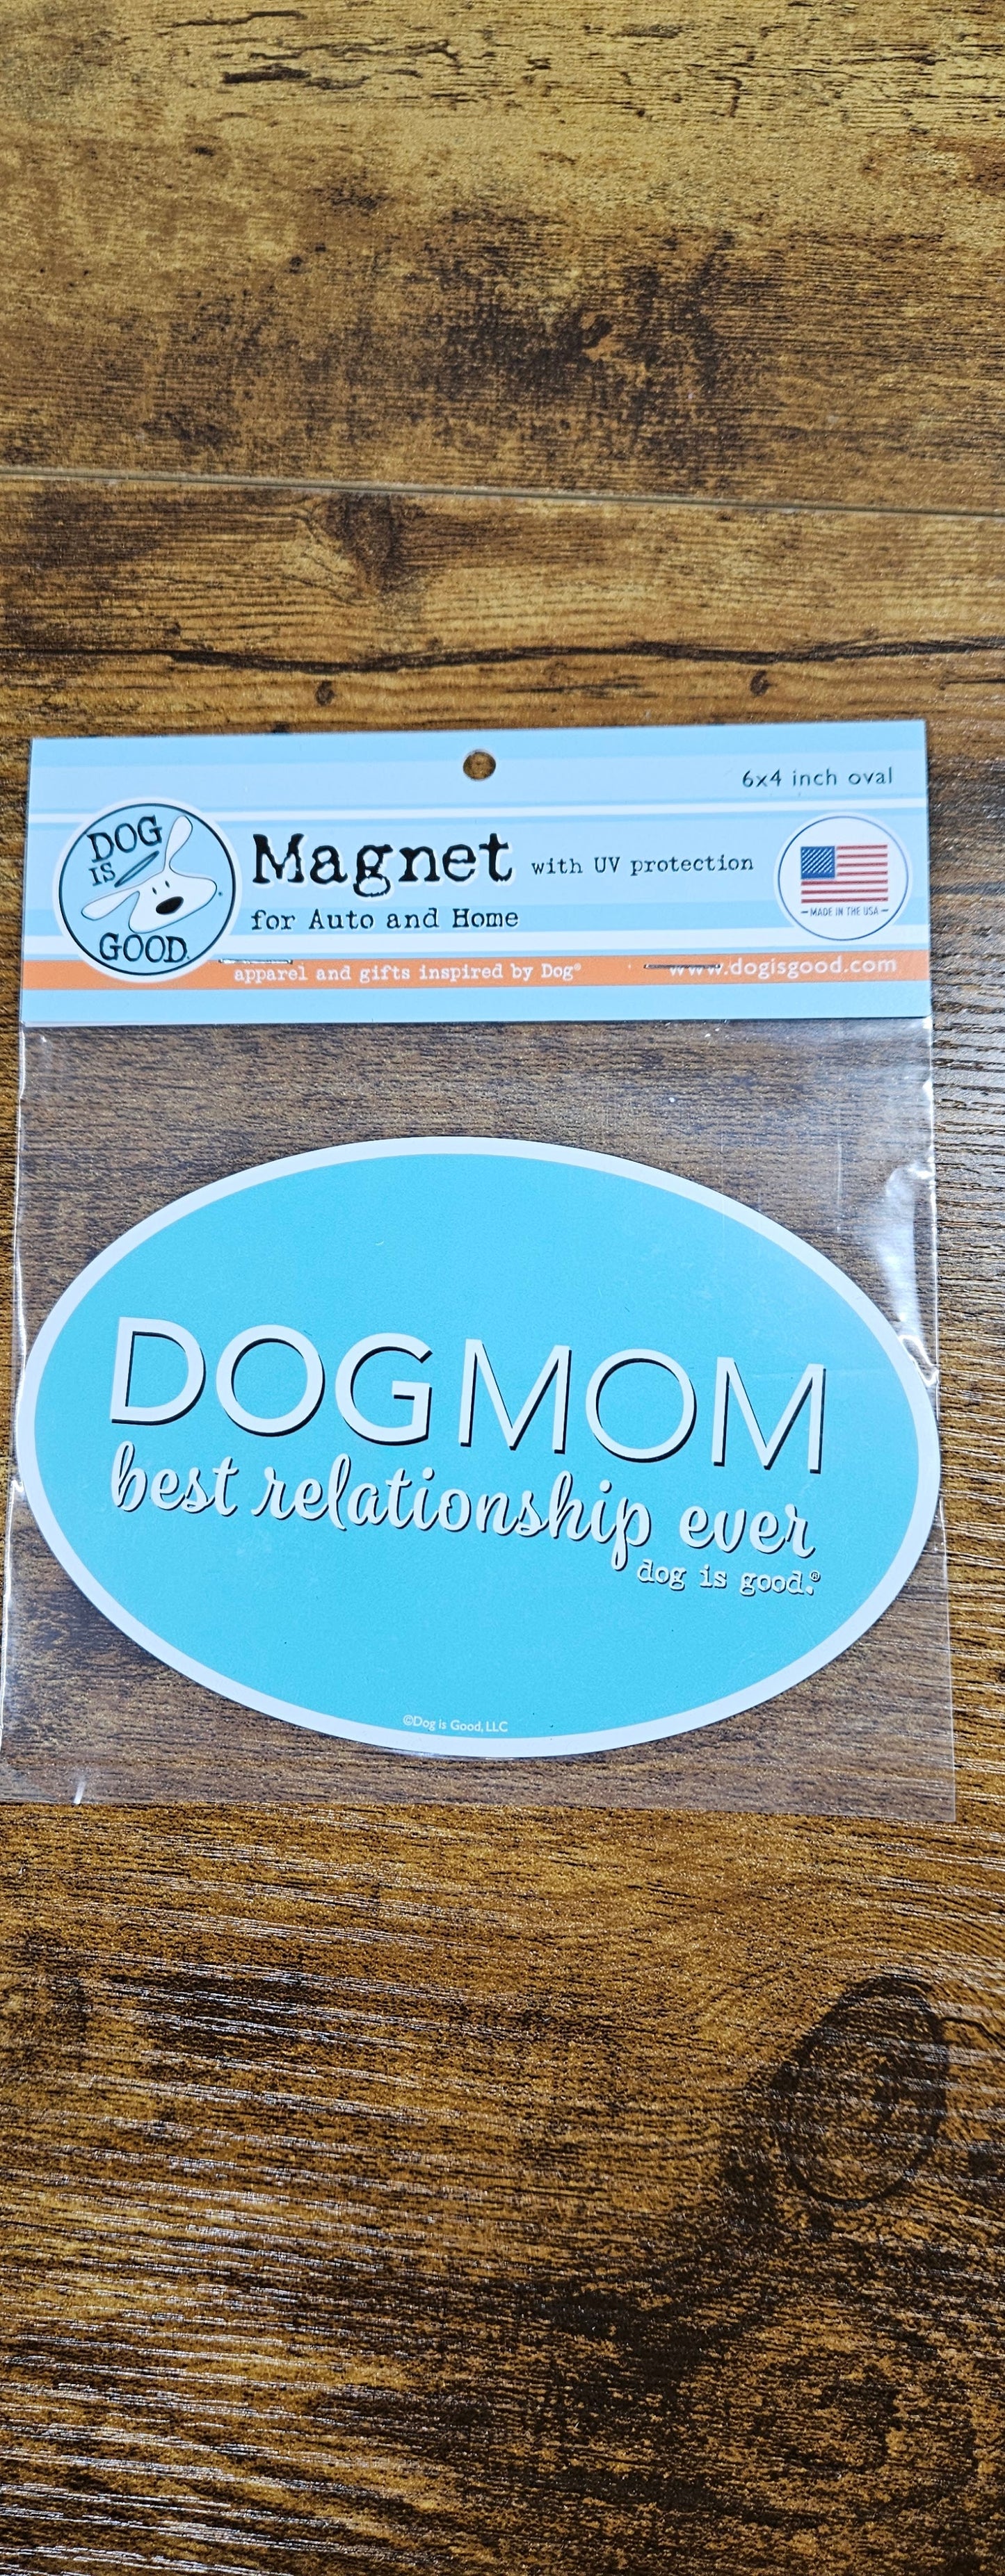 6x4 inch oval
DOG
IS
GOOD.
Magnet with UV protection
for Auto and Home
MADE IN THE USA
apparel and gifts inspired by Dog®
www.dogisgood.com
DOGMOM
best relationship ever
dog is good.®
©Dog is Good, LLC